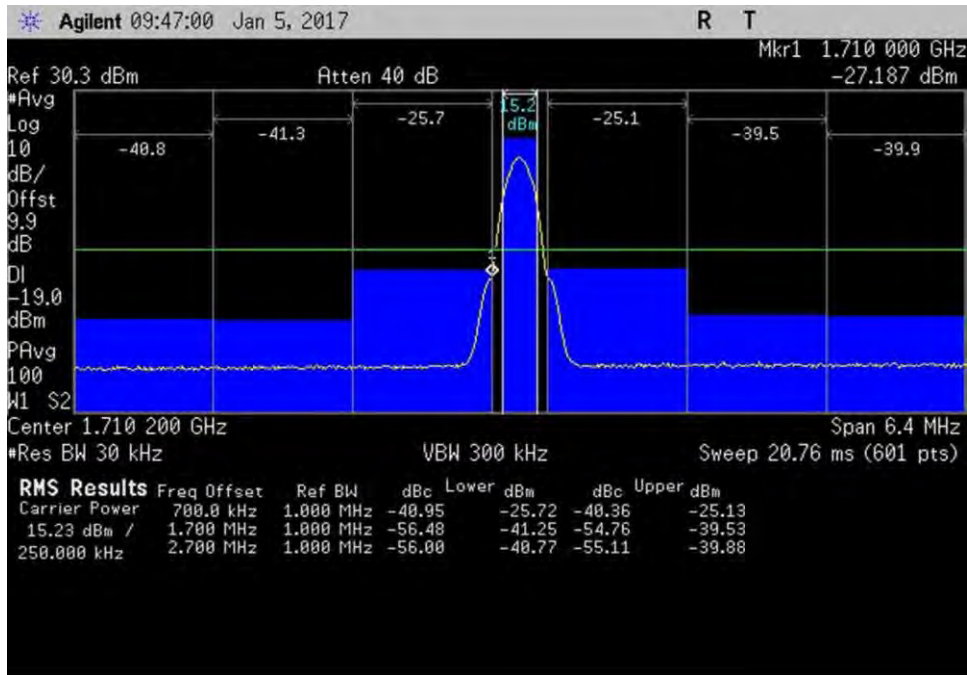 Agilent 09:47:00 Jan 5, 2017 R T
Mkr1 1.710 000 GHz
Ref 30.3 dBm Atten 40 dB -27.187 dBm
#Avg
Log
10
dB/
Offst
9.9
dB
DI
-19.0
dBm
PAvg
100
W1 S2
-40.8 -41.3 -25.7 15.2 dBm -25.1 -39.5 -39.9
1
Center 1.710 200 GHz Span 6.4 MHz
#Res BW 30 kHz VBW 300 kHz Sweep 20.76 ms (601 pts)
RMS Results Freq Offset Ref BW dBc Lower dBm dBc Upper dBm
Carrier Power 700.0 kHz 1.000 MHz -40.95 -25.72 -40.36 -25.13
15.23 dBm / 1.700 MHz 1.000 MHz -56.48 -41.25 -54.76 -39.53
250.000 kHz 2.700 MHz 1.000 MHz -56.00 -40.77 -55.11 -39.88